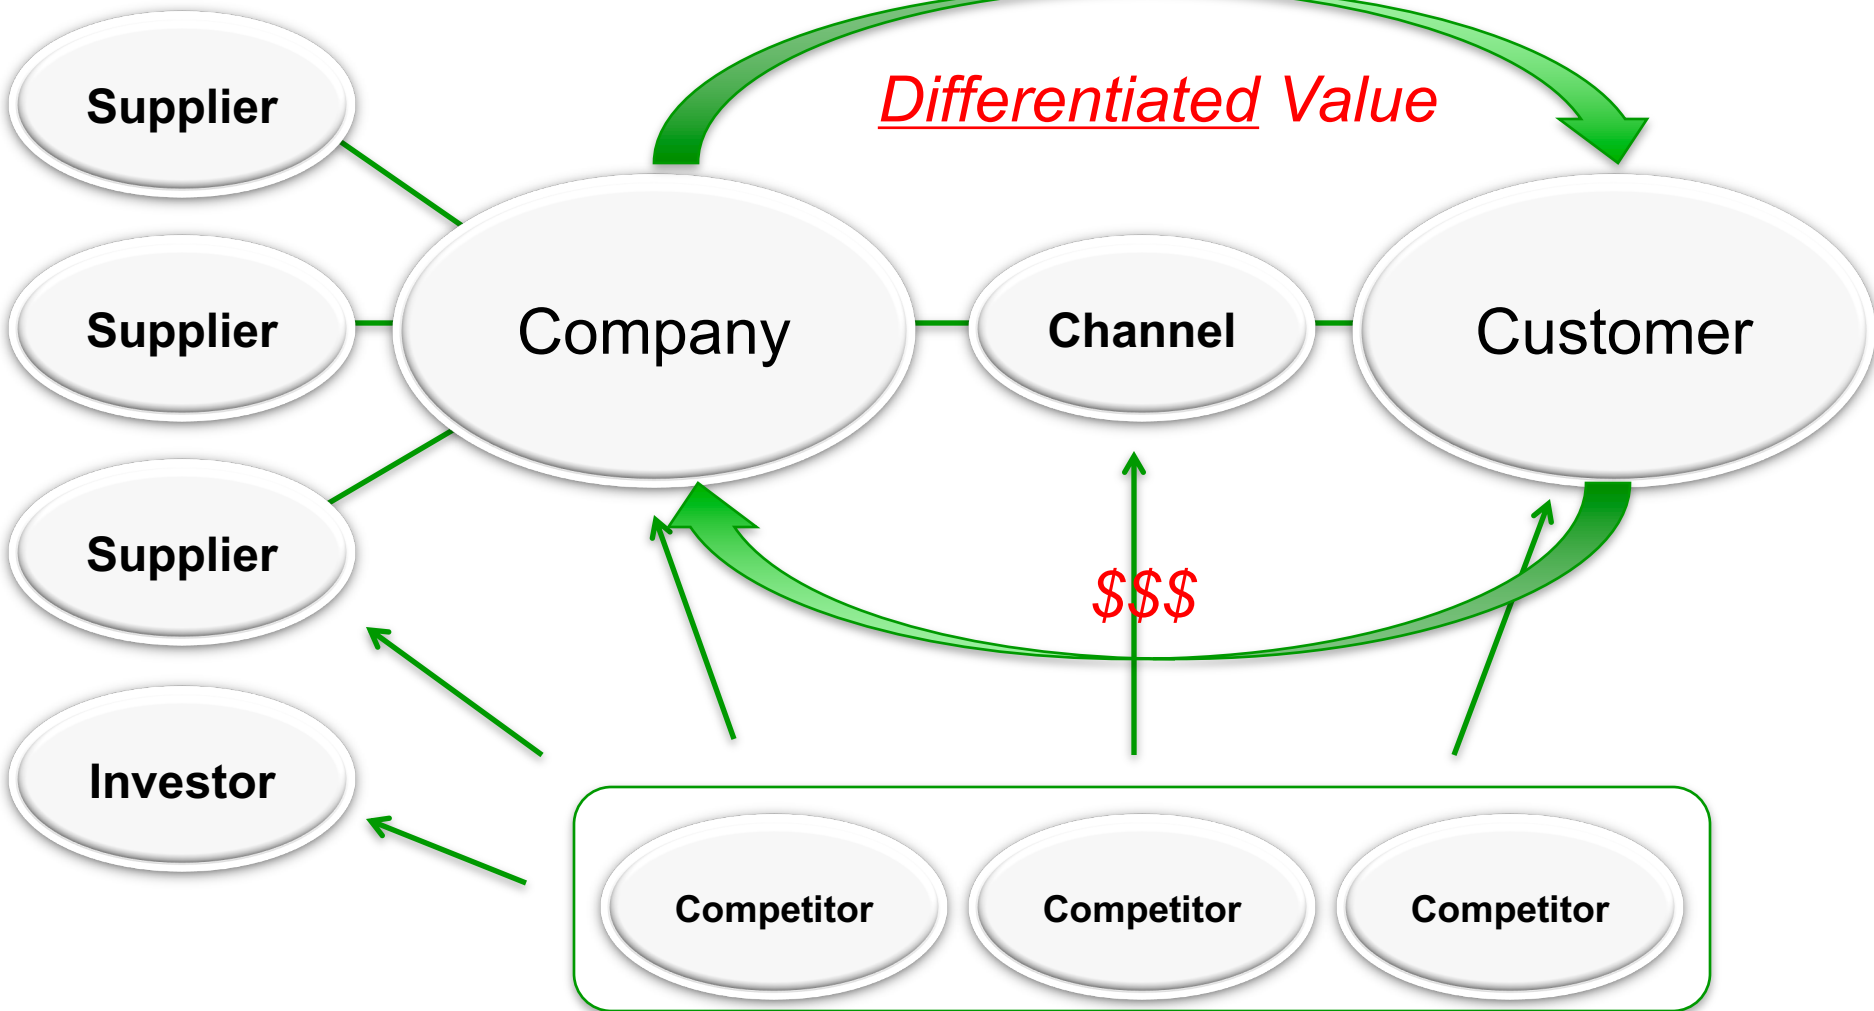 Differentiated Value
Supplier
Supplier
Company
Channel
Customer
Supplier
$$$
Investor
Competitor
Competitor
Competitor